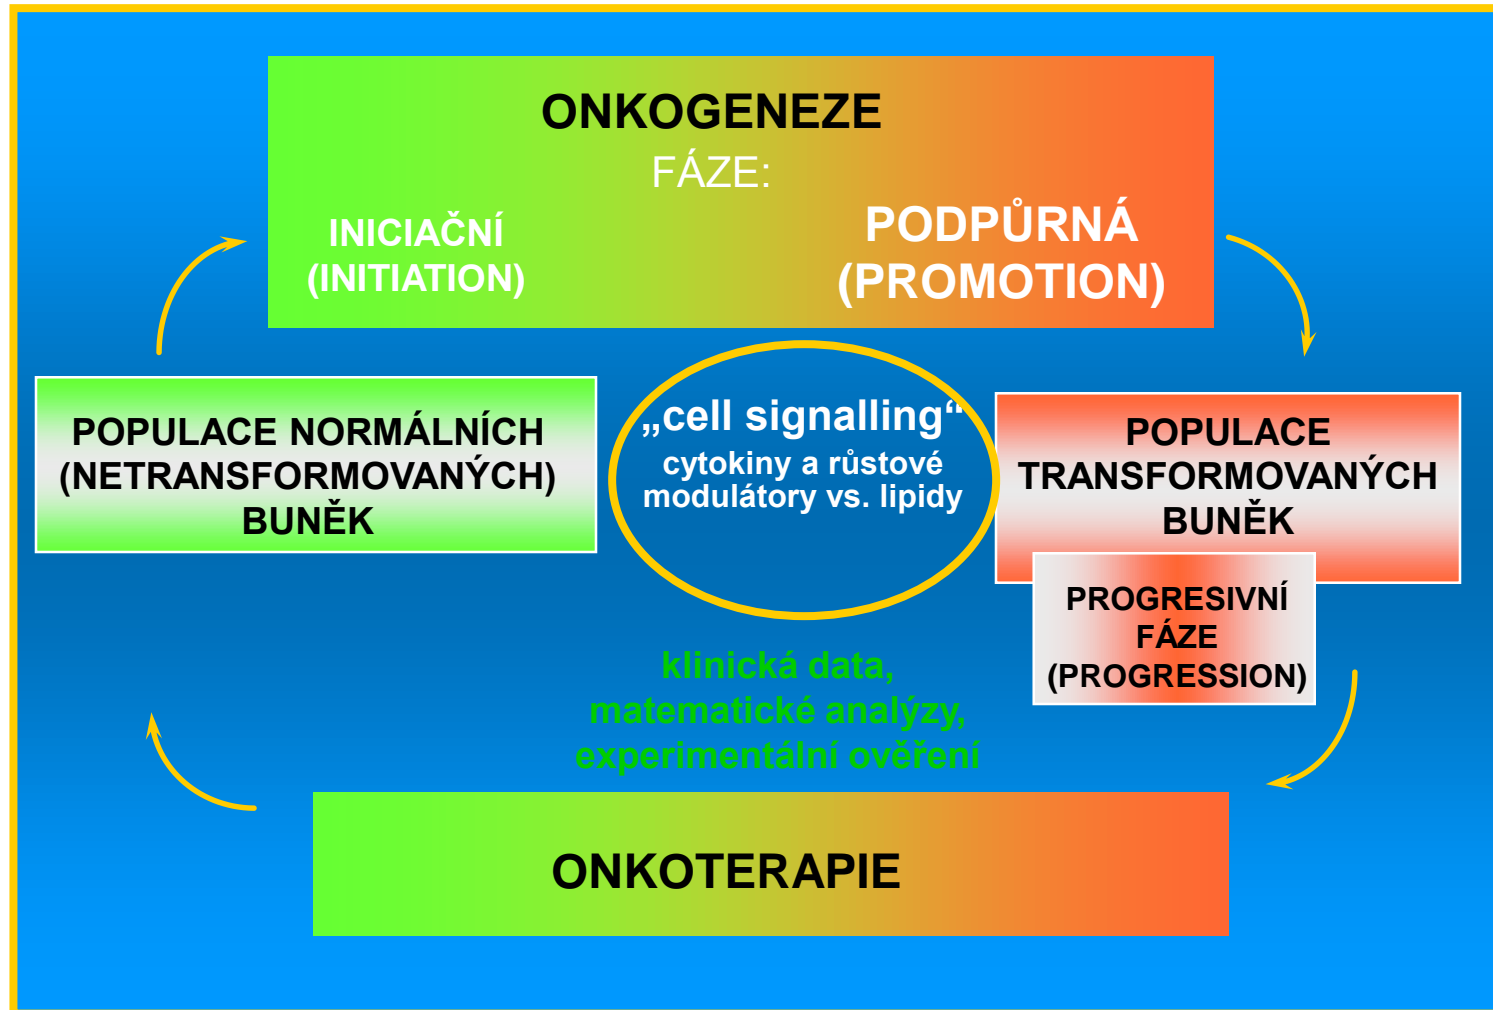 ONKOGENEZE
FÁZE:
INICIAČNÍ
(INITIATION)
PODPŮRNÁ
(PROMOTION)
POPULACE NORMÁLNÍCH
(NETRANSFORMOVANÝCH)
BUNĚK
„cell signalling“
cytokiny a růstové
modulátory vs. lipidy
POPULACE
TRANSFORMOVANÝCH
BUNĚK
PROGRESIVNÍ
FÁZE
(PROGRESSION)
klinická data,
matematické analýzy,
experimentální ověření
ONKOTERAPIE